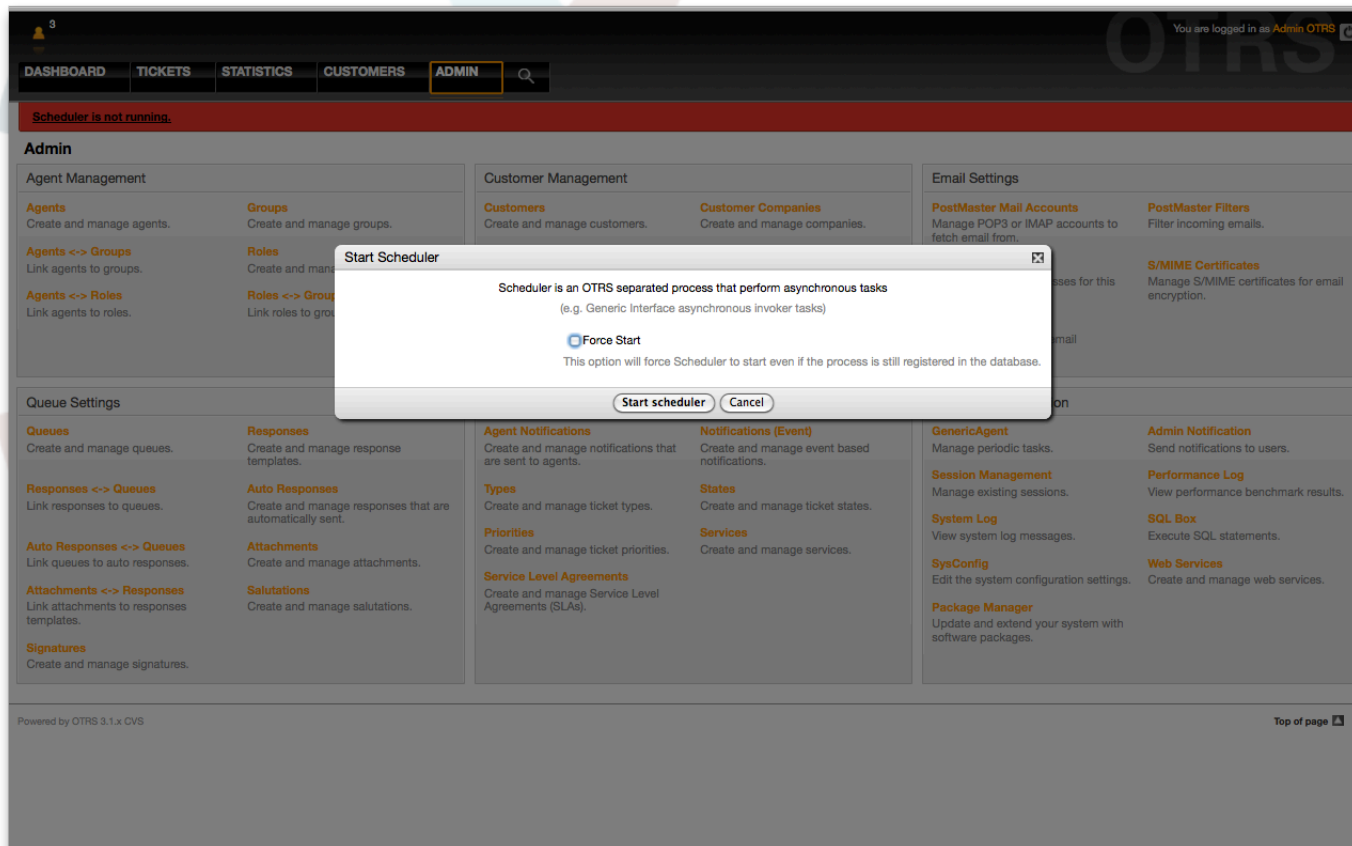 3
OTRS
You are logged in as Admin OTRS
DASHBOARD TICKETS STATISTICS CUSTOMERS ADMIN
Scheduler is not running.
Admin
Agent Management
Agents
Create and manage agents.
Groups
Create and manage groups.
Agents <-> Groups
Link agents to groups.
Roles
Create and mana
Agents <-> Roles
Link agents to roles.
Roles <-> Group
Link roles to grou
Customer Management
Customers
Create and manage customers.
Customer Companies
Create and manage companies.
Email Settings
PostMaster Mail Accounts
Manage POP3 or IMAP accounts to
fetch email from.
PostMaster Filters
Filter incoming emails.
sses for this
S/MIME Certificates
Manage S/MIME certificates for email
encryption.
email
Start Scheduler
Scheduler is an OTRS separated process that perform asynchronous tasks
(e.g. Generic Interface asynchronous invoker tasks)
Force Start
This option will force Scheduler to start even if the process is still registered in the database.
Start scheduler Cancel
Queue Settings
Queues
Create and manage queues.
Responses
Create and manage response
templates.
Responses <-> Queues
Link responses to queues.
Auto Responses
Create and manage responses that are
automatically sent.
Auto Responses <-> Queues
Link queues to auto responses.
Attachments
Create and manage attachments.
Attachments <-> Responses
Link attachments to responses
templates.
Salutations
Create and manage salutations.
Signatures
Create and manage signatures.
Agent Notifications
Create and manage notifications that
are sent to agents.
Notifications (Event)
Create and manage event based
notifications.
Types
Create and manage ticket types.
States
Create and manage ticket states.
Priorities
Create and manage ticket priorities.
Services
Create and manage services.
Service Level Agreements
Create and manage Service Level
Agreements (SLAs).
on
GenericAgent
Manage periodic tasks.
Admin Notification
Send notifications to users.
Session Management
Manage existing sessions.
Performance Log
View performance benchmark results.
System Log
View system log messages.
SQL Box
Execute SQL statements.
SysConfig
Edit the system configuration settings.
Web Services
Create and manage web services.
Package Manager
Update and extend your system with
software packages.
Powered by OTRS 3.1.x CVS
Top of page